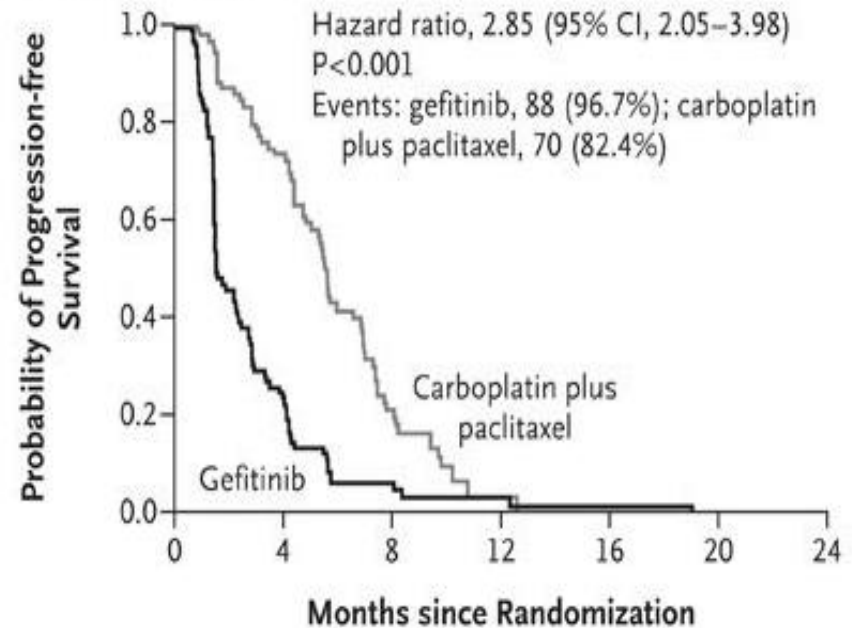 Hazard ratio, 2.85 (95% CI, 2.05–3.98)
P<0.001
Events: gefitinib, 88 (96.7%); carboplatin
plus paclitaxel, 70 (82.4%)
Probability of Progression-free
Survival
1.0
0.8
0.6
0.4
0.2
0.0
Carboplatin plus
paclitaxel
Gefitinib
0 4 8 12 16 20 24
Months since Randomization